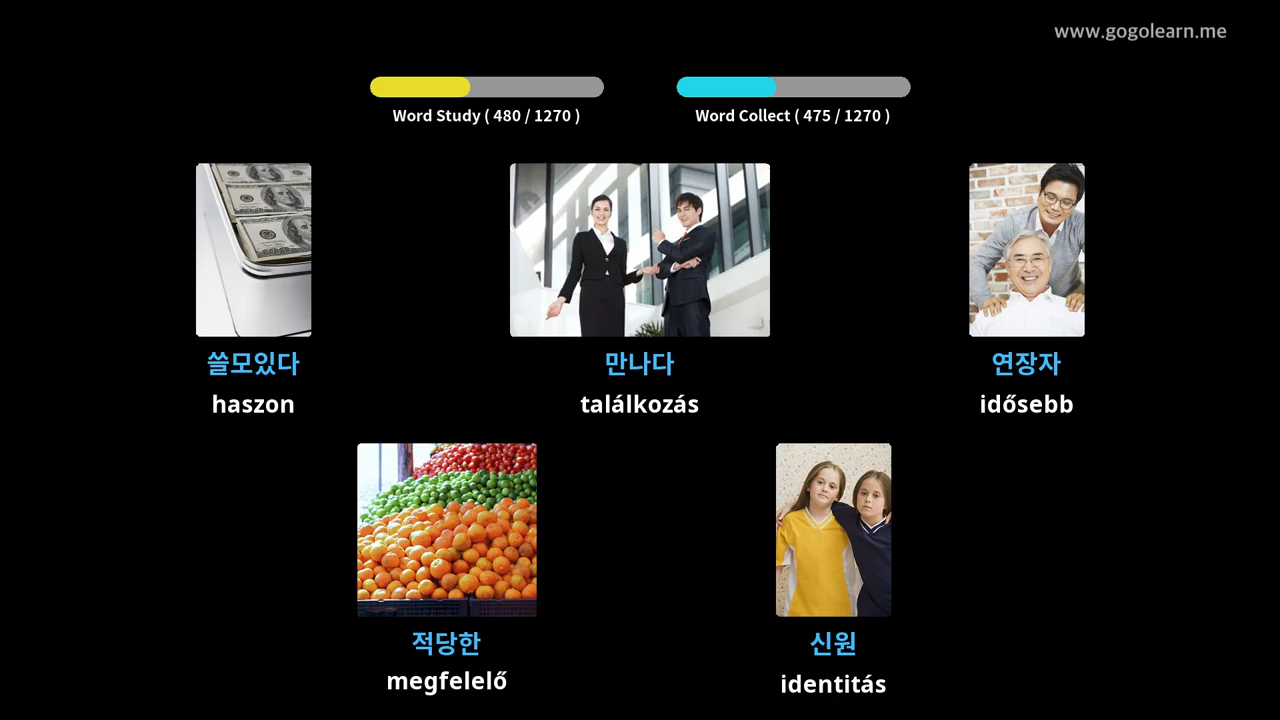 www.gogolearn.me
Word Study ( 480 / 1270 )
Word Collect ( 475 / 1270 )
쓸모있다
haszon
만나다
találkozás
연장자
idősebb
적당한
megfelelő
신원
identitás